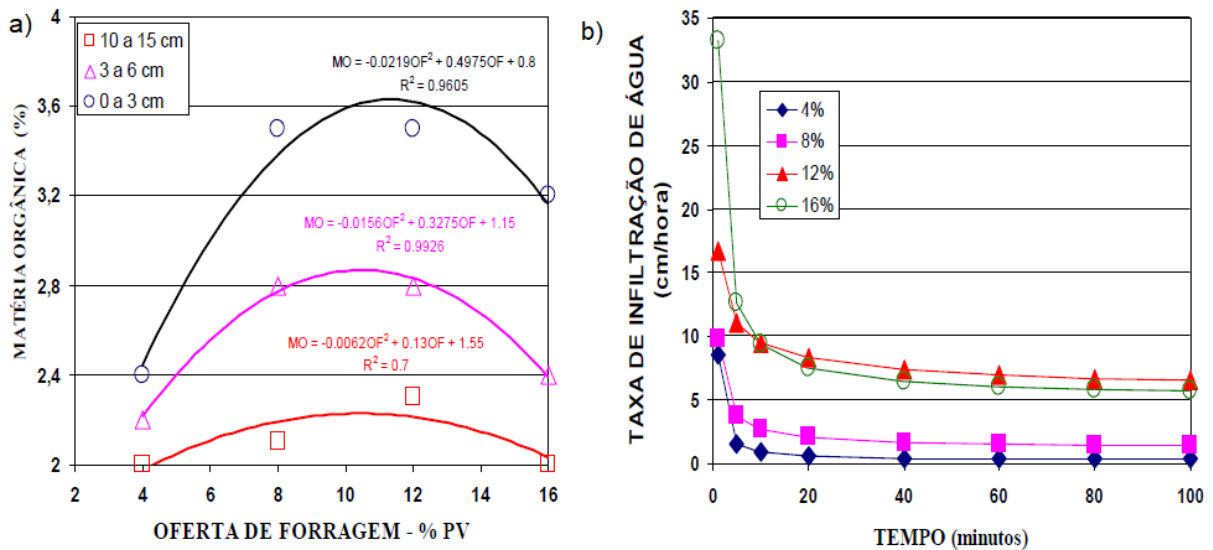 a)
4
3,6
3,2
2,8
2,4
2
MATÉRIA ORGÂNICA (%)
10 a 15 cm
3 a 6 cm
0 a 3 cm
MO = -0.0219OF² + 0.4975OF + 0.8
R² = 0.9605
MO = -0.0156OF² + 0.3275OF + 1.15
R² = 0.9926
MO = -0.0062OF² + 0.13OF + 1.55
R² = 0.7
2 4 6 8 10 12 14 16
OFERTA DE FORRAGEM - % PV
b)
35
30
25
20
15
10
5
0
TAXA DE INFILTRAÇÃO DE ÁGUA
(cm/hora)
4%
8%
12%
16%
0 20 40 60 80 100
TEMPO (minutos)